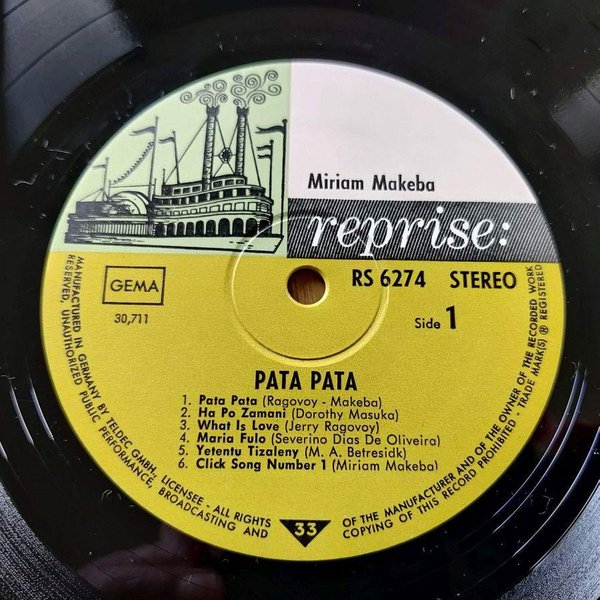 Miriam Makeba
reprise:
GEMA
RS 6274 STEREO
30,711
Side 1
PATA PATA
1. Pata Pata (Ragovoy - Makeba)
2. Ha Po Zamani (Dorothy Masuka)
3. What Is Love (Jerry Ragovoy)
4. Maria Fulo (Severino Dias De Oliveira)
5. Yetentu Tizaleny (M. A. Betresidk)
6. Click Song Number 1 (Miriam Makeba)
33
MANUFACTURED IN GERMANY BY TELDEC GMBH, LICENSEE - ALL RIGHTS OF THE MANUFACTURER AND OF THE OWNER OF THE RECORDED WORK
RESERVED, UNAUTHORIZED PUBLIC PERFORMANCE, BROADCASTING AND COPYING OF THIS RECORD PROHIBITED - TRADE MARK(S) ® REGISTERED